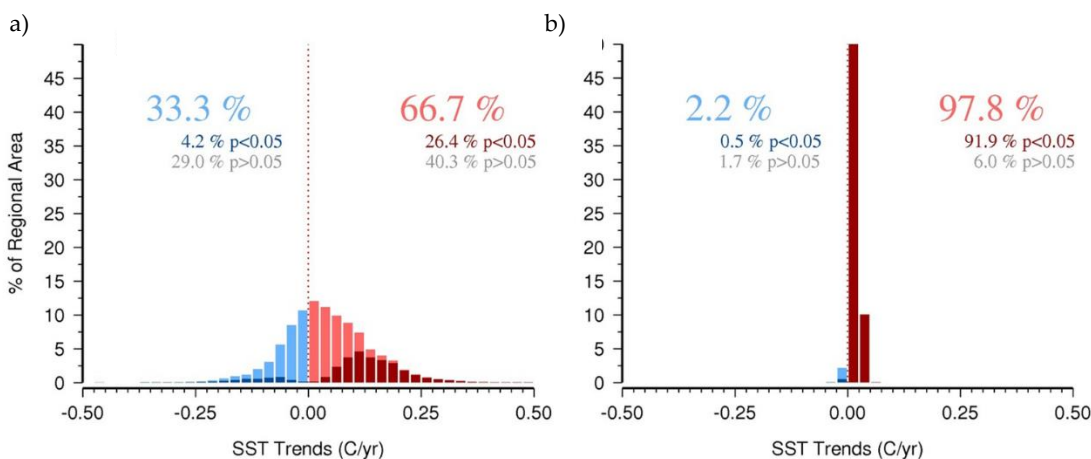 a)
% of Regional Area
45
40
35
30
25
20
15
10
5
0
33.3 %
4.2 % p<0.05
29.0 % p>0.05
66.7 %
26.4 % p<0.05
40.3 % p>0.05
-0.50
-0.25
0.00
0.25
0.50
SST Trends (C/yr)
b)
45
40
35
30
25
20
15
10
5
0
2.2 %
0.5 % p<0.05
1.7 % p>0.05
97.8 %
91.9 % p<0.05
6.0 % p>0.05
-0.50
-0.25
0.00
0.25
0.50
SST Trends (C/yr)